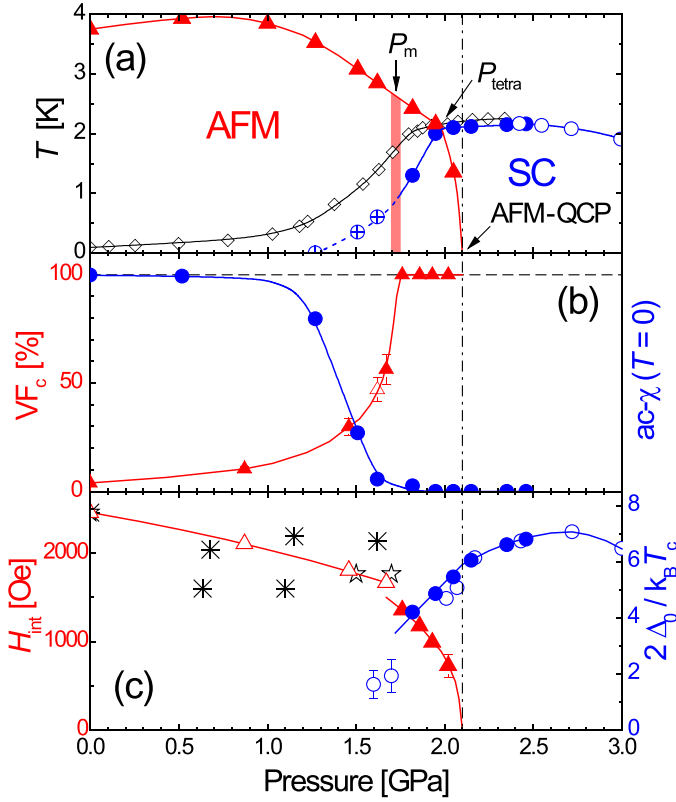 4
3
2
1
0
T [K]
(a)
P_m
P_tetra
AFM
SC
AFM-QCP
100
50
0
VF_c [%]
(b)
ac-χ (T = 0)
2000
1000
0
H_int [Oe]
(c)
8
6
4
2
0
2 Δ_0 / k_B T_c
0.0 0.5 1.0 1.5 2.0 2.5 3.0
Pressure [GPa]